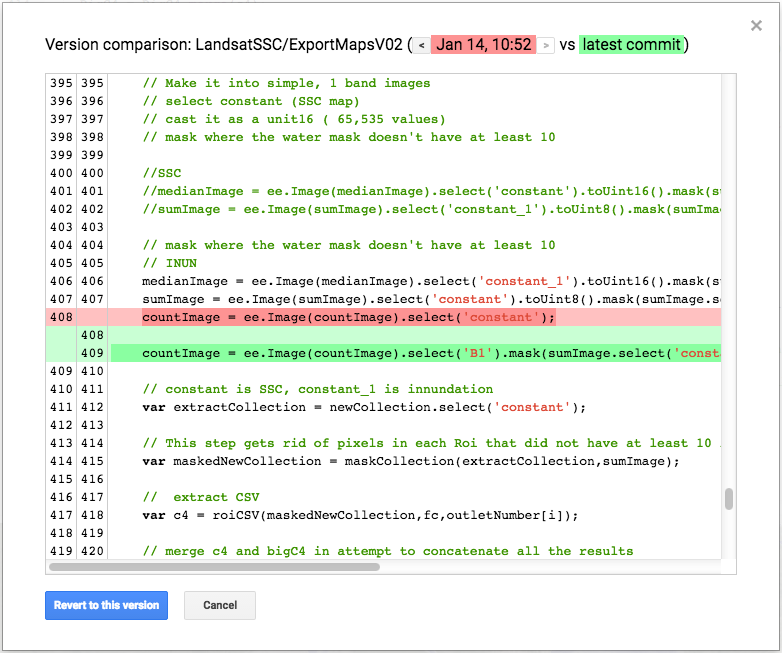 Version comparison: LandsatSSC/ExportMapsV02 ( < Jan 14, 10:52 > vs latest commit)
×
395 395 // Make it into simple, 1 band images
396 396 // select constant (SSC map)
397 397 // cast it as a unit16 ( 65,535 values)
398 398 // mask where the water mask doesn't have at least 10
399 399
400 400 //SSC
401 401 //medianImage = ee.Image(medianImage).select('constant').toUint16().mask(s
402 402 //sumImage = ee.Image(sumImage).select('constant_1').toUint8().mask(sumIma
403 403
404 404 // mask where the water mask doesn't have at least 10
405 405 // INUN
406 406 medianImage = ee.Image(medianImage).select('constant_1').toUint16().mask(s
407 407 sumImage = ee.Image(sumImage).select('constant').toUint8().mask(sumImage.s
408 countImage = ee.Image(countImage).select('constant');
408
409 countImage = ee.Image(countImage).select('B1').mask(sumImage.select('const
409 410
410 411 // constant is SSC, constant_1 is innundation
411 412 var extractCollection = newCollection.select('constant');
412 413
413 414 // This step gets rid of pixels in each Roi that did not have at least 10
414 415 var maskedNewCollection = maskCollection(extractCollection,sumImage);
415 416
416 417 // extract CSV
417 418 var c4 = roiCSV(maskedNewCollection,fc,outletNumber[i]);
418 419
419 420 // merge c4 and bigC4 in attempt to concatenate all the results
Revert to this version Cancel